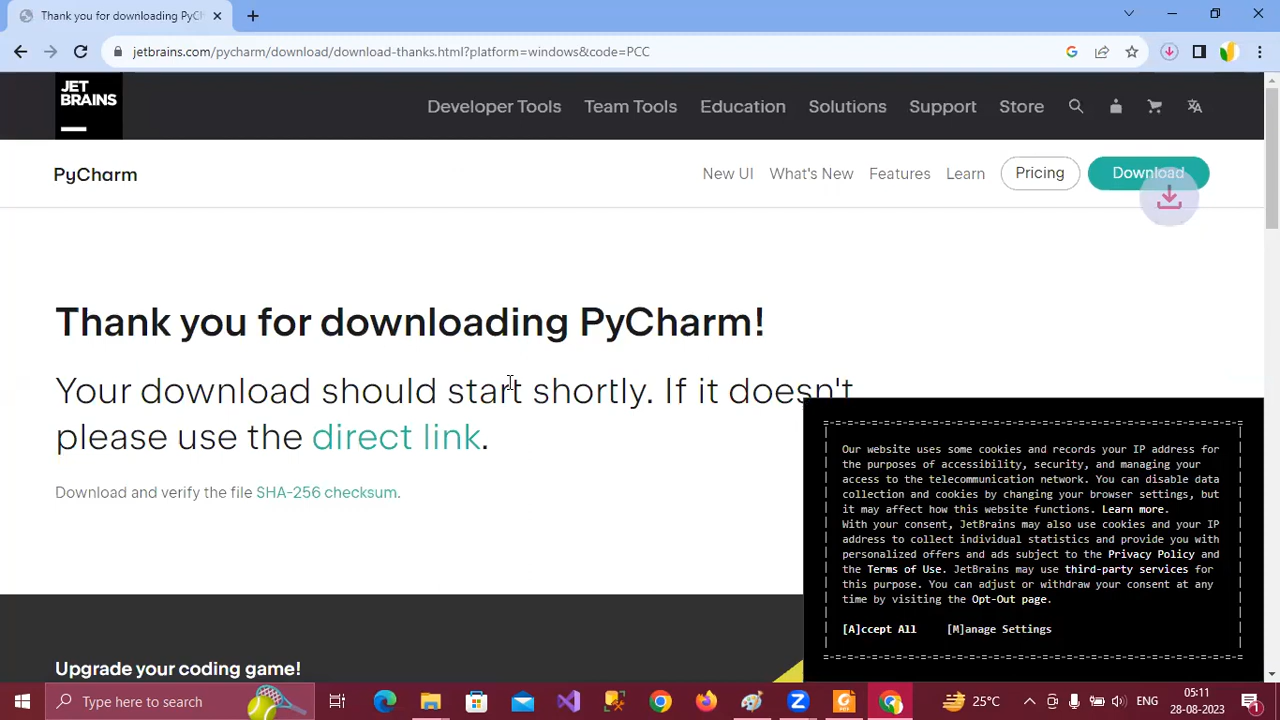 Thank you for downloading PyCh
jetbrains.com/pycharm/download/download-thanks.html?platform=windows&code=PCC
JET
BRAINS
Developer Tools
Team Tools
Education
Solutions
Support
Store
PyCharm
New UI
What's New
Features
Learn
Pricing
Download
Thank you for downloading PyCharm!
Your download should start shortly. If it doesn't
please use the direct link.
Download and verify the file SHA-256 checksum.
Our website uses some cookies and records your IP address for
the purposes of accessibility, security, and managing your
access to the telecommunication network. You can disable data
collection and cookies by changing your browser settings, but
it may affect how this website functions. Learn more.
With your consent, JetBrains may also use cookies and your IP
address to collect individual statistics and provide you with
personalized offers and ads subject to the Privacy Policy and
the Terms of Use. JetBrains may use third-party services for
this purpose. You can adjust or withdraw your consent at any
time by visiting the Opt-Out page.
[A]ccept All [M]anage Settings
Upgrade your coding game!
Type here to search
25°C
ENG
05:11
28-08-2023
1